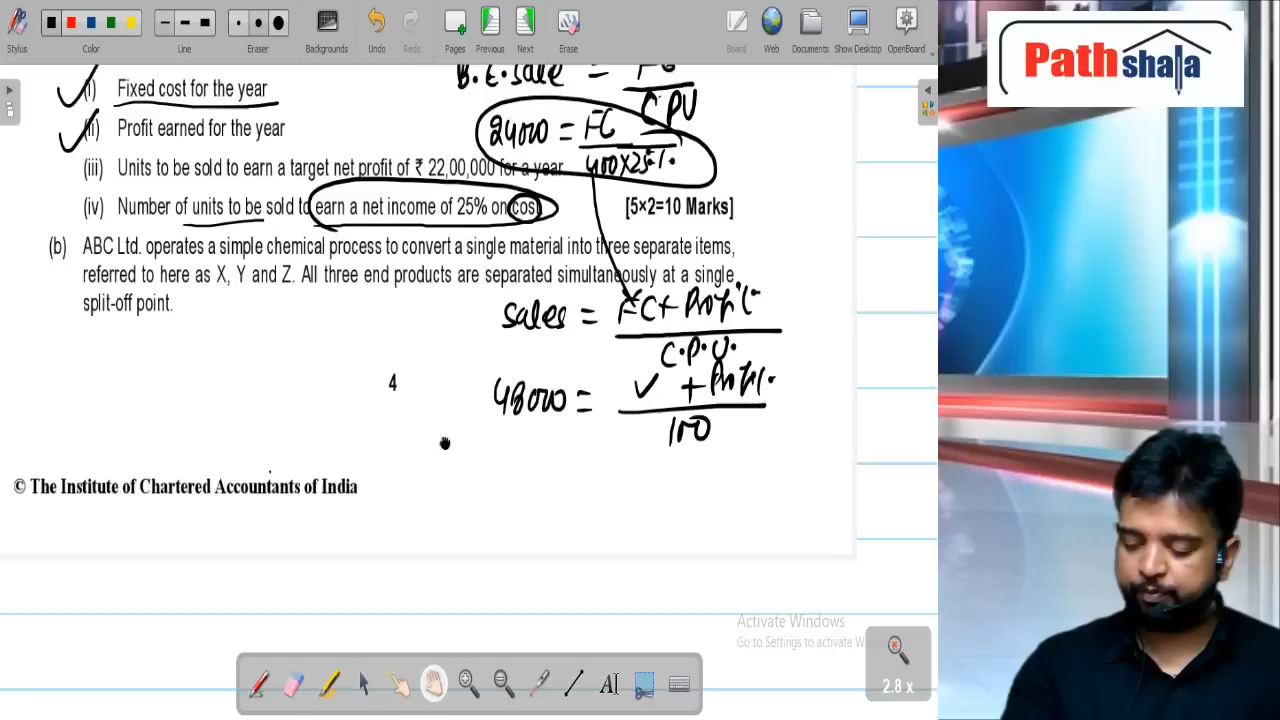 Stylus
Color
Line
Eraser
Backgrounds
Undo
Redo
Pages
Previous
Next
Erase
Board
Web
Documents
Show Desktop
OpenBoard
Path shala
B.E. sale = FC
C.P.U
(i) Fixed cost for the year
(ii) Profit earned for the year
24000 = FC
400×25%
(iii) Units to be sold to earn a target net profit of ₹ 22,00,000 for a year.
(iv) Number of units to be sold to earn a net income of 25% on cost
[5×2=10 Marks]
(b) ABC Ltd. operates a simple chemical process to convert a single material into three separate items,
referred to here as X, Y and Z. All three end products are separated simultaneously at a single
split-off point.
Sales = FC + Profit
C.P.U.
48000 = ✓ + Profit
100
4
© The Institute of Chartered Accountants of India
Activate Windows
Go to Settings to activate W
2.8 x